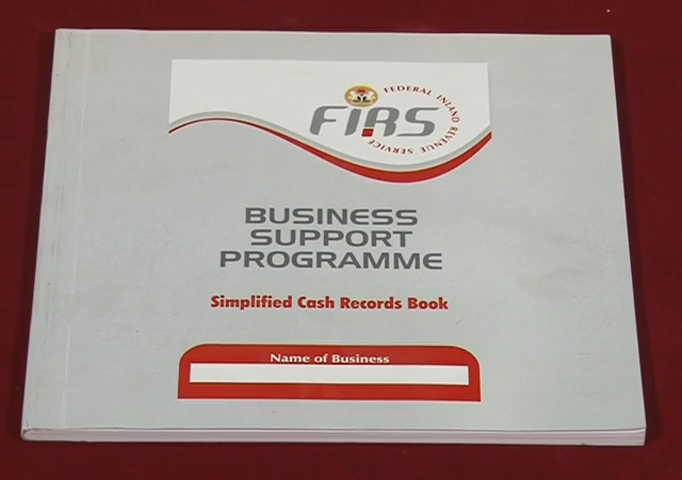 FIRS
FEDERAL INLAND REVENUE SERVICE
BUSINESS
SUPPORT
PROGRAMME
Simplified Cash Records Book
Name of Business